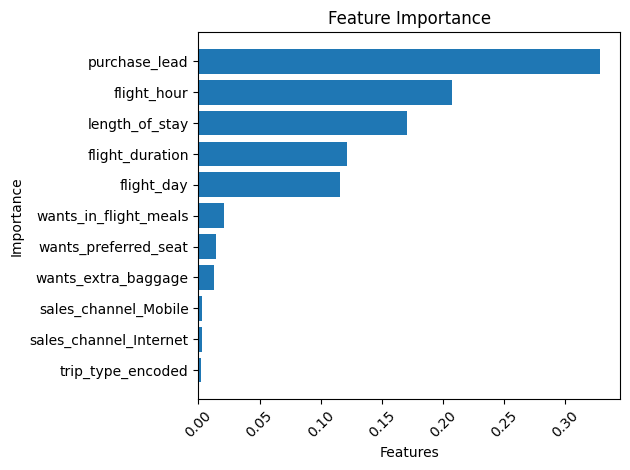 Feature Importance
purchase_lead
flight_hour
length_of_stay
flight_duration
flight_day
wants_in_flight_meals
wants_preferred_seat
wants_extra_baggage
sales_channel_Mobile
sales_channel_Internet
trip_type_encoded
Importance
0.00 0.05 0.10 0.15 0.20 0.25 0.30
Features